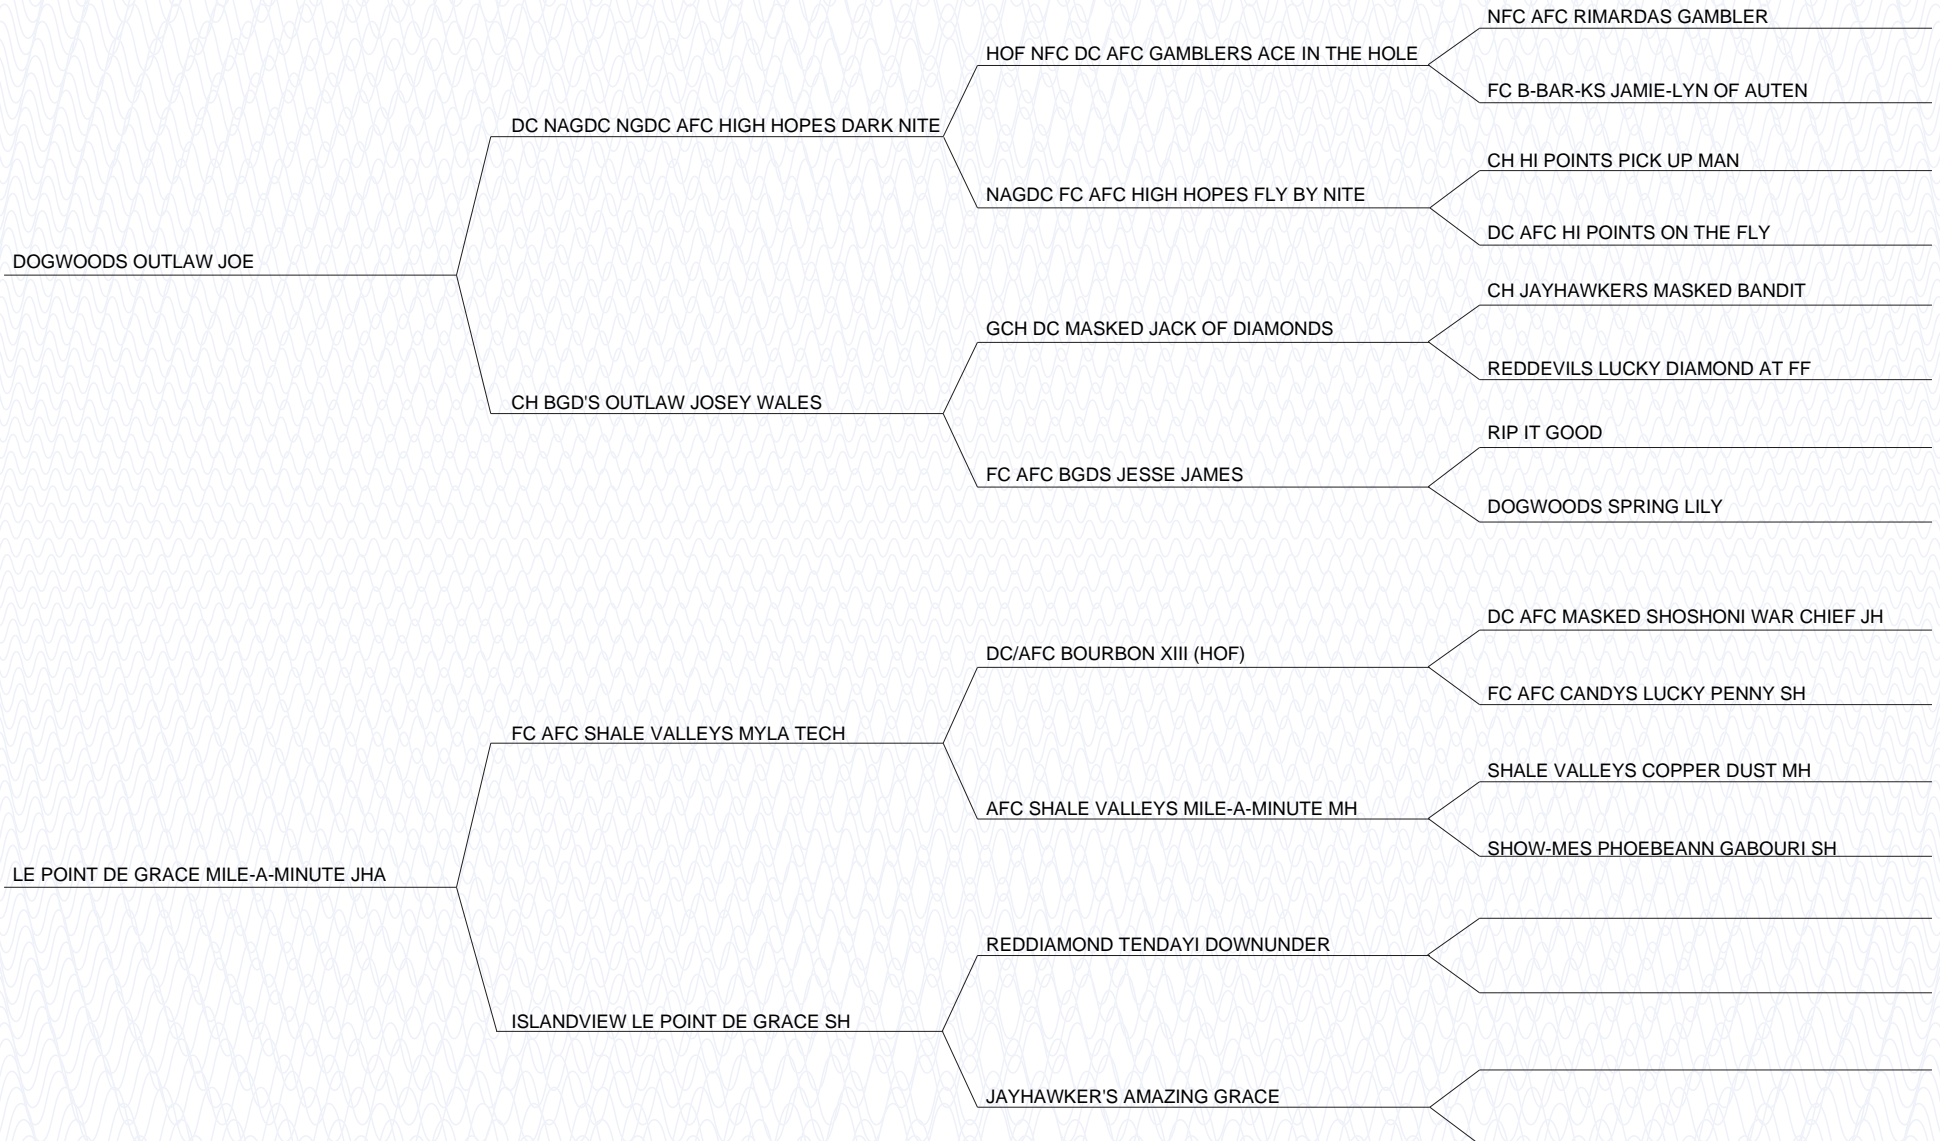 NFC AFC RIMARDAS GAMBLER
HOF NFC DC AFC GAMBLERS ACE IN THE HOLE
FC B-BAR-KS JAMIE-LYN OF AUTEN
DC NAGDC NGDC AFC HIGH HOPES DARK NITE
CH HI POINTS PICK UP MAN
NAGDC FC AFC HIGH HOPES FLY BY NITE
DC AFC HI POINTS ON THE FLY
DOGWOODS OUTLAW JOE
CH JAYHAWKERS MASKED BANDIT
GCH DC MASKED JACK OF DIAMONDS
REDDEVILS LUCKY DIAMOND AT FF
CH BGD'S OUTLAW JOSEY WALES
RIP IT GOOD
FC AFC BGDS JESSE JAMES
DOGWOODS SPRING LILY
DC AFC MASKED SHOSHONI WAR CHIEF JH
DC/AFC BOURBON XIII (HOF)
FC AFC CANDYS LUCKY PENNY SH
FC AFC SHALE VALLEYS MYLA TECH
SHALE VALLEYS COPPER DUST MH
AFC SHALE VALLEYS MILE-A-MINUTE MH
SHOW-MES PHOEBEANN GABOURI SH
LE POINT DE GRACE MILE-A-MINUTE JHA
REDDIAMOND TENDAYI DOWNUNDER
ISLANDVIEW LE POINT DE GRACE SH
JAYHAWKER'S AMAZING GRACE